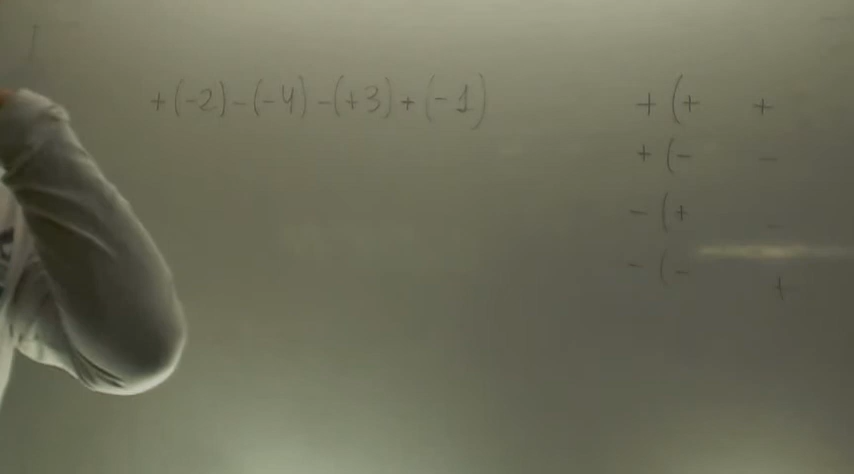 +(-2)-(-4)-(+3)+(-1)
+ (+ +
+ (- -
- (+ -
- (- +